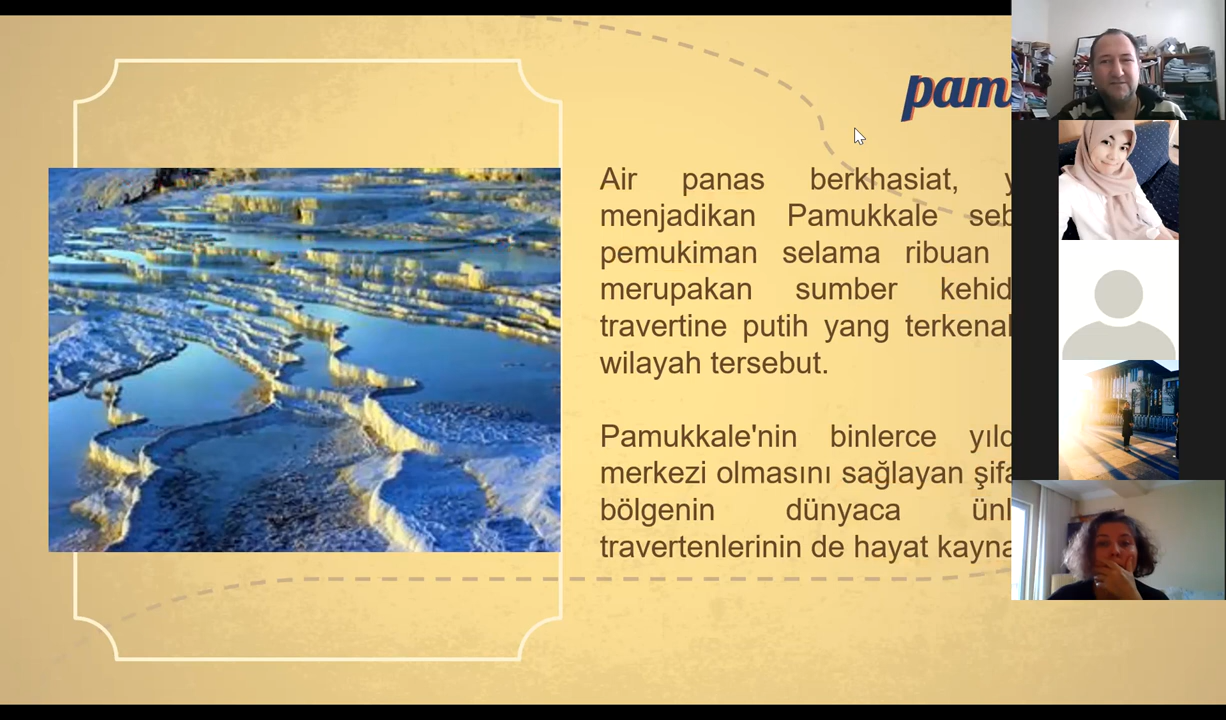 pam
Air panas berkhasiat,
menjadikan Pamukkale
pemukiman selama ribuan
merupakan sumber
travertine putih yang
wilayah tersebut.
Pamukkale'nin binlerce
merkezi olmasını sağlayan
bölgenin dünyaca
travertenlerinin de hayat